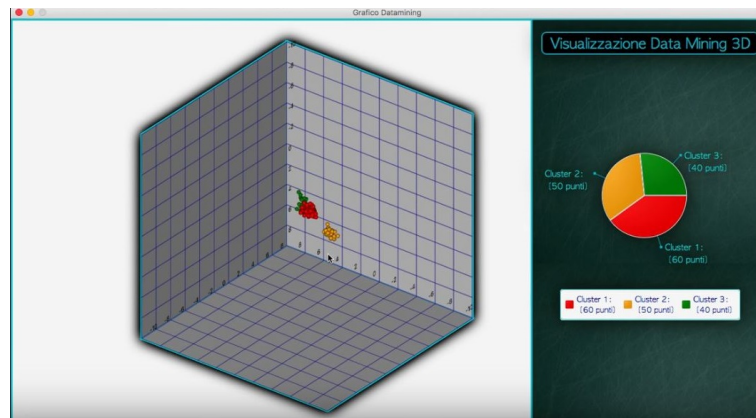 Grafico Datamining
Visualizzazione Data Mining 3D
Cluster 3:
[40 punti]
Cluster 2:
[50 punti]
Cluster 1:
[60 punti]
Cluster 1:
[60 punti]
Cluster 2:
[50 punti]
Cluster 3:
[40 punti]